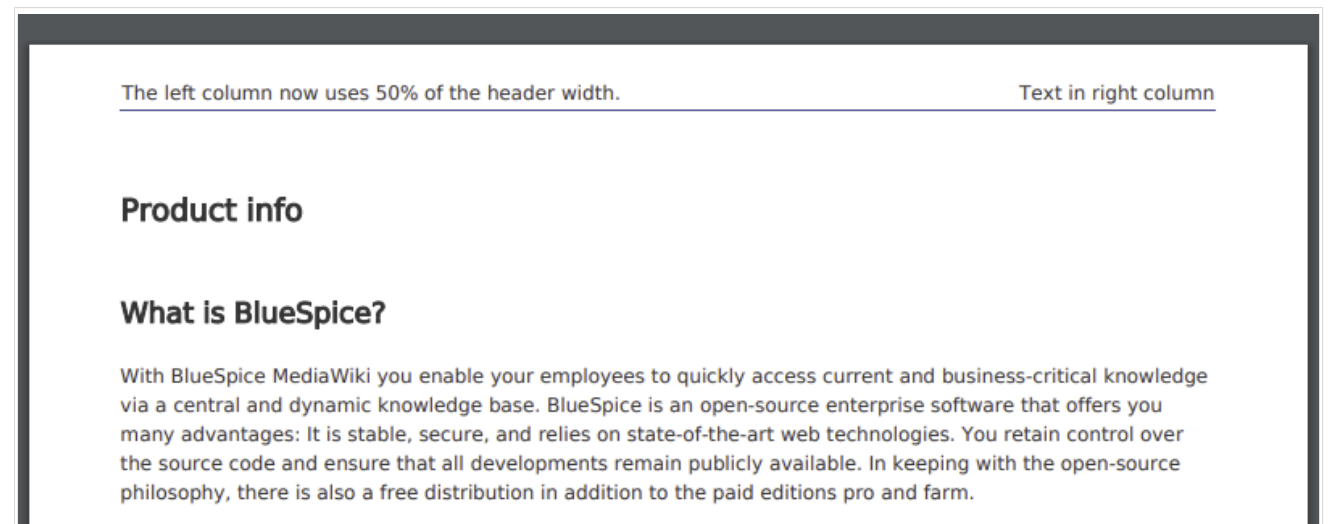 The left column now uses 50% of the header width. Text in right column
Product info
What is BlueSpice?
With BlueSpice MediaWiki you enable your employees to quickly access current and business-critical knowledge
via a central and dynamic knowledge base. BlueSpice is an open-source enterprise software that offers you
many advantages: It is stable, secure, and relies on state-of-the-art web technologies. You retain control over
the source code and ensure that all developments remain publicly available. In keeping with the open-source
philosophy, there is also a free distribution in addition to the paid editions pro and farm.